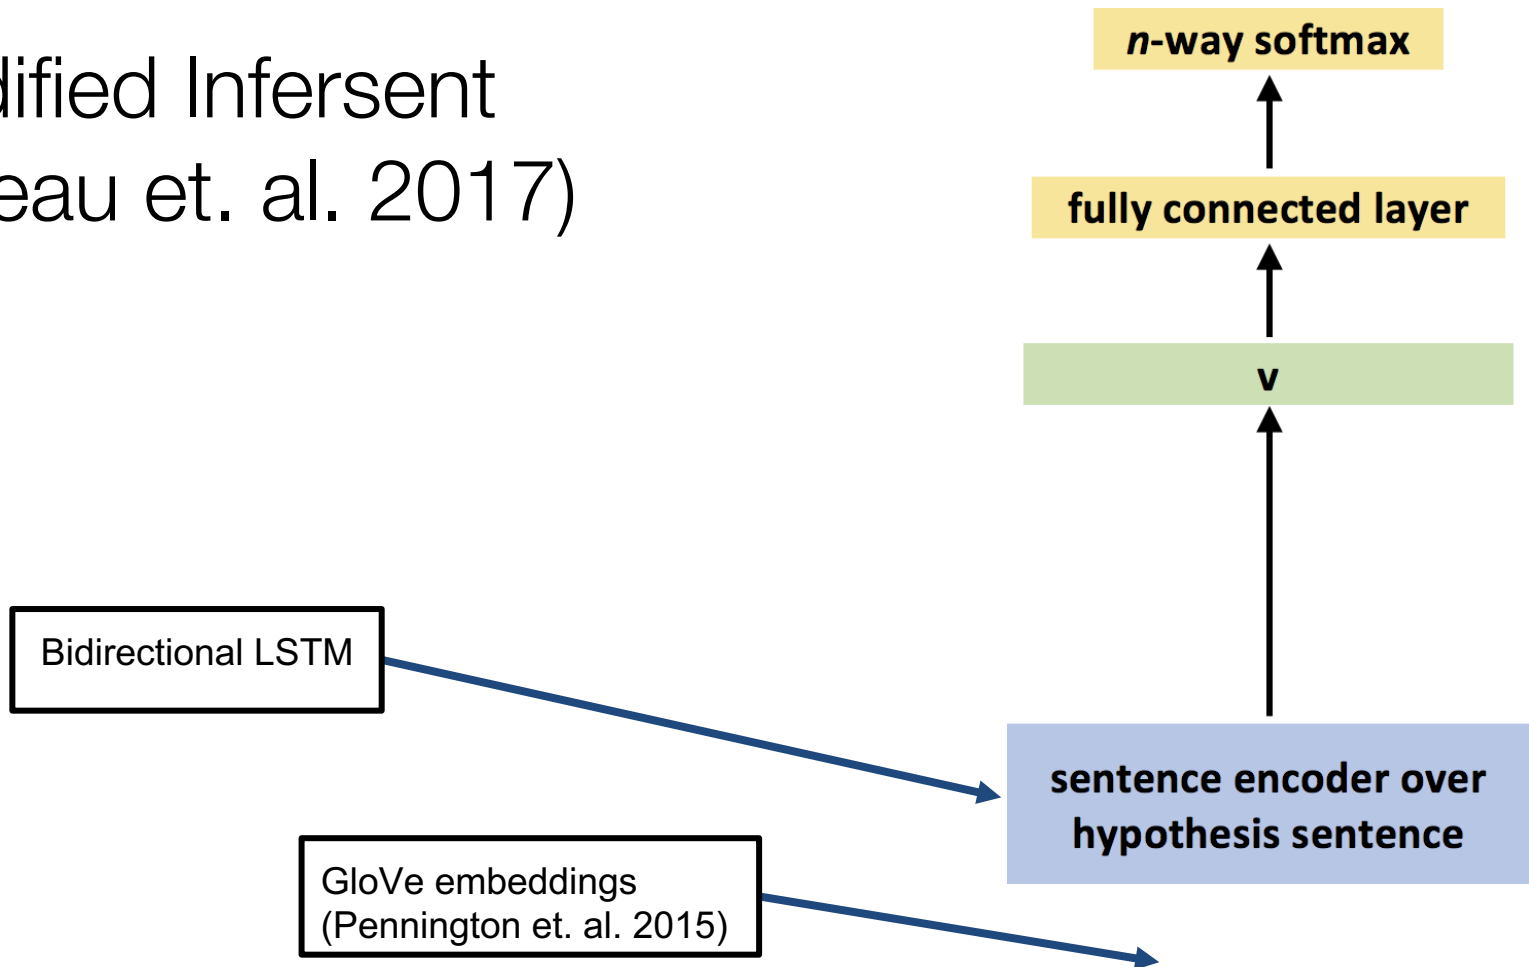 dified Infersent
eau et. al. 2017)
n-way softmax
fully connected layer
v
Bidirectional LSTM
sentence encoder over
hypothesis sentence
GloVe embeddings
(Pennington et. al. 2015)